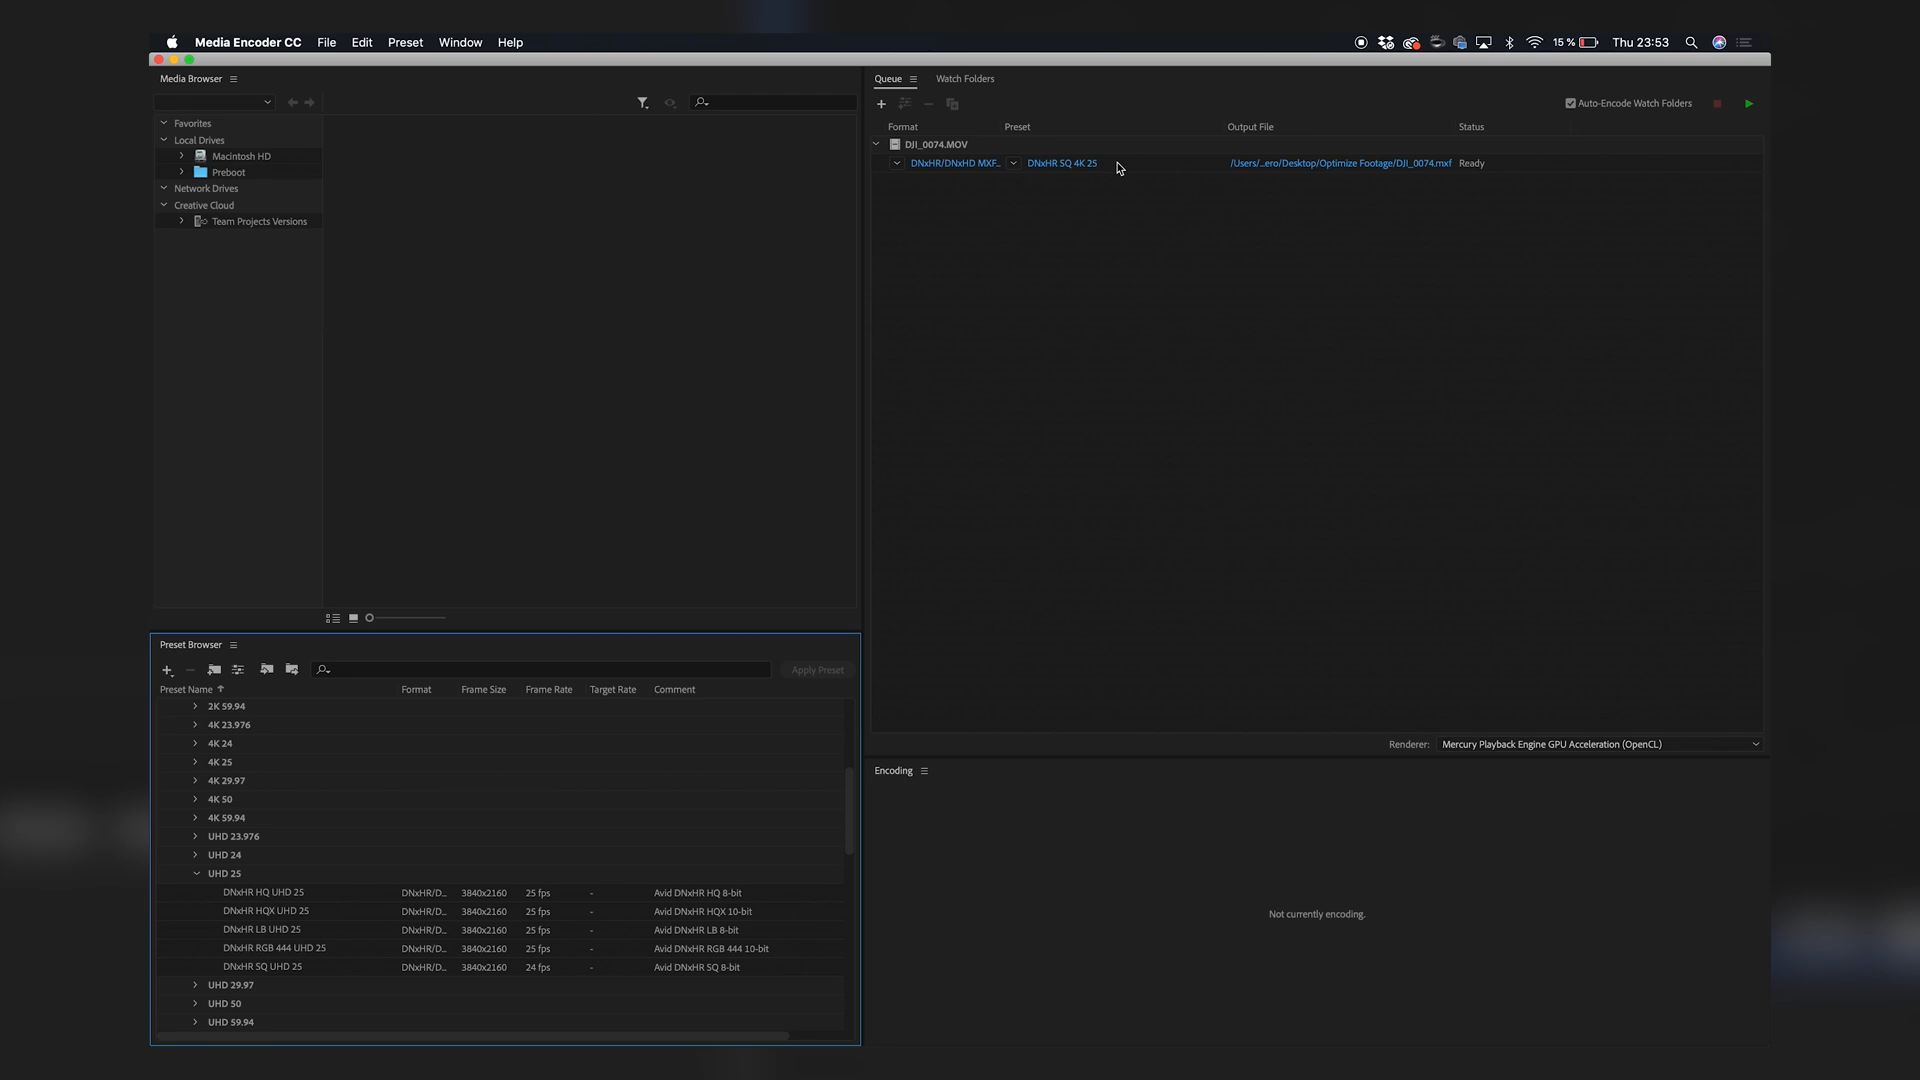 Media Encoder CC File Edit Preset Window Help
15 % Thu 23:53
Media Browser
Favorites
Local Drives
Macintosh HD
Preboot
Network Drives
Creative Cloud
Team Projects Versions
Queue Watch Folders
Auto-Encode Watch Folders
Format Preset Output File Status
DJI_0074.MOV
DNxHR/DNxHD MXF... DNxHR SQ 4K 25 /Users/...ero/Desktop/Optimize Footage/DJI_0074.mxf Ready
Renderer: Mercury Playback Engine GPU Acceleration (OpenCL)
Preset Browser
Apply Preset
Preset Name Format Frame Size Frame Rate Target Rate Comment
2K 59.94
4K 23.976
4K 24
4K 25
4K 29.97
4K 50
4K 59.94
UHD 23.976
UHD 24
UHD 25
DNxHR HQ UHD 25 DNxHR/D... 3840x2160 25 fps - Avid DNxHR HQ 8-bit
DNxHR HQX UHD 25 DNxHR/D... 3840x2160 25 fps - Avid DNxHR HQX 10-bit
DNxHR LB UHD 25 DNxHR/D... 3840x2160 25 fps - Avid DNxHR LB 8-bit
DNxHR RGB 444 UHD 25 DNxHR/D... 3840x2160 25 fps - Avid DNxHR RGB 444 10-bit
DNxHR SQ UHD 25 DNxHR/D... 3840x2160 24 fps - Avid DNxHR SQ 8-bit
UHD 29.97
UHD 50
UHD 59.94
Encoding
Not currently encoding.